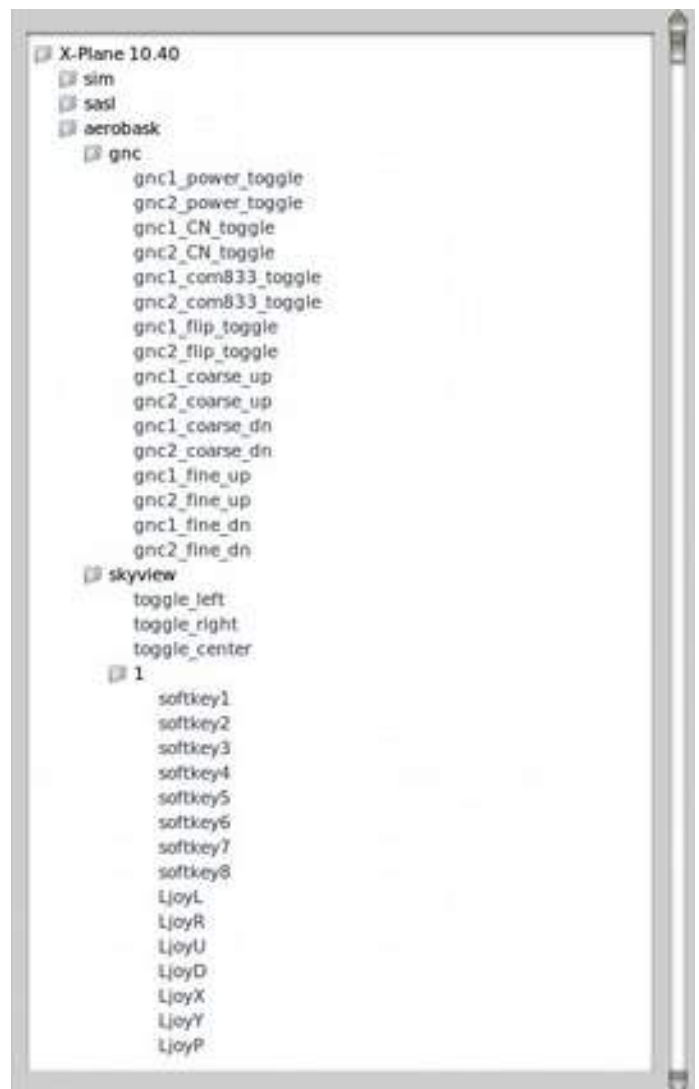 X-Plane 10.40
sim
sasl
aerobask
gnc
gnc1_power_toggle
gnc2_power_toggle
gnc1_CN_toggle
gnc2_CN_toggle
gnc1_com833_toggle
gnc2_com833_toggle
gnc1_flip_toggle
gnc2_flip_toggle
gnc1_coarse_up
gnc2_coarse_up
gnc1_coarse_dn
gnc2_coarse_dn
gnc1_fine_up
gnc2_fine_up
gnc1_fine_dn
gnc2_fine_dn
skyview
toggle_left
toggle_right
toggle_center
1
softkey1
softkey2
softkey3
softkey4
softkey5
softkey6
softkey7
softkey8
LjoyL
LjoyR
LjoyU
LjoyD
LjoyX
LjoyY
LjoyP